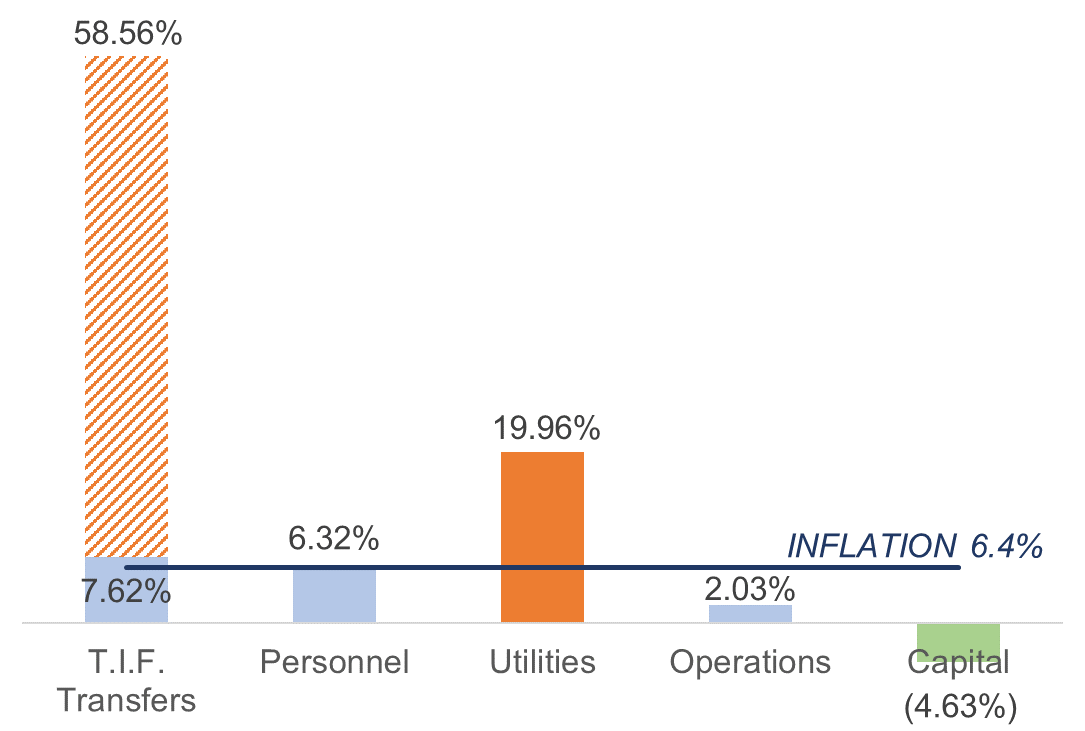 58.56%
19.96%
6.32%
INFLATION 6.4%
7.62%
2.03%
T.I.F.
Transfers
Personnel
Utilities
Operations
Capital
(4.63%)